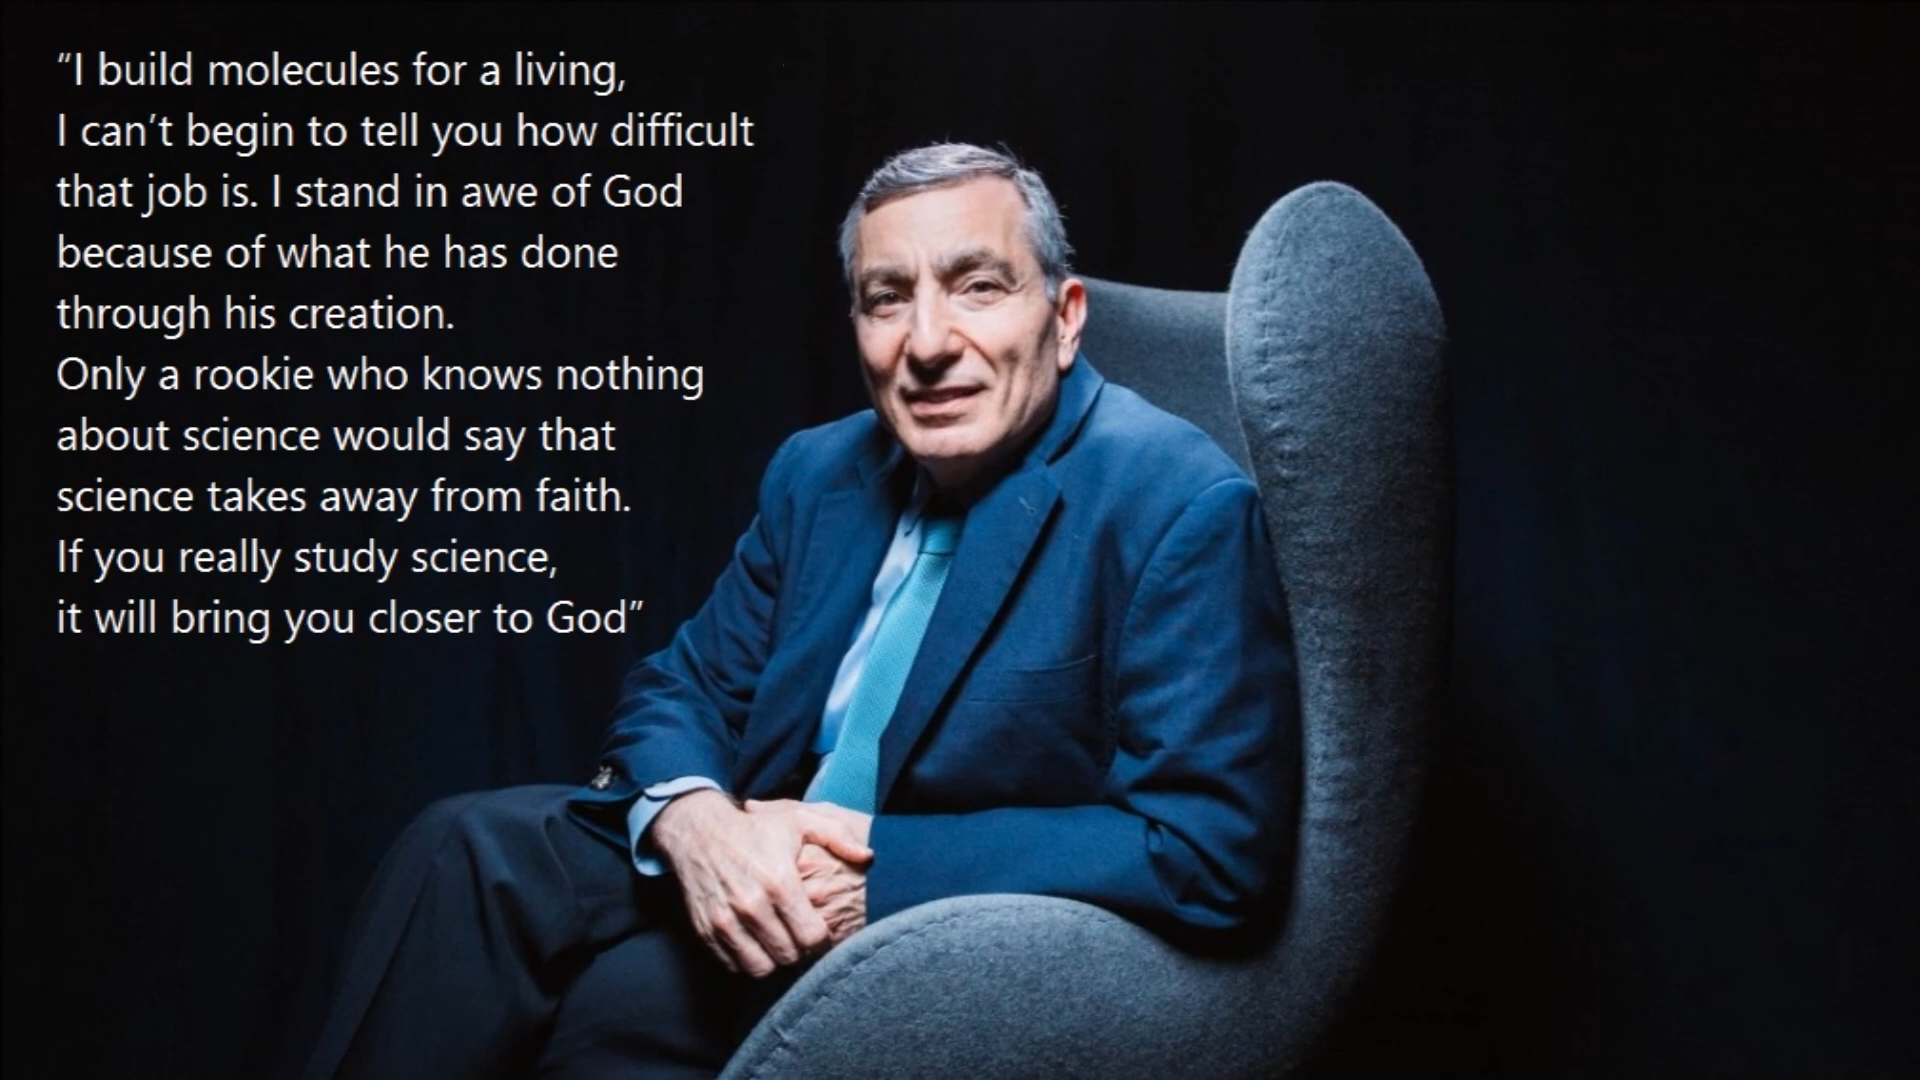 “I build molecules for a living,
I can’t begin to tell you how difficult
that job is. I stand in awe of God
because of what he has done
through his creation.
Only a rookie who knows nothing
about science would say that
science takes away from faith.
If you really study science,
it will bring you closer to God”